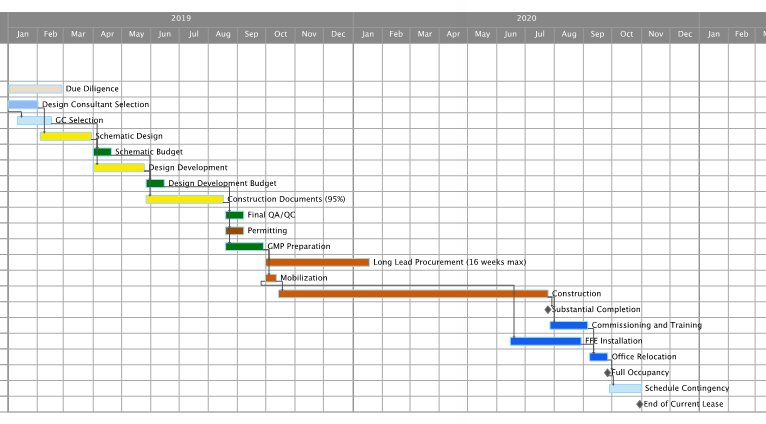 2019 2020
Jan Feb Mar Apr May Jun Jul Aug Sep Oct Nov Dec Jan Feb Mar Apr May Jun Jul Aug Sep Oct Nov Dec Jan Feb
Due Diligence
Design Consultant Selection
GC Selection
Schematic Design
Schematic Budget
Design Development
Design Development Budget
Construction Documents (95%)
Final QA/QC
Permitting
GMP Preparation
Long Lead Procurement (16 weeks max)
Mobilization
Construction
Substantial Completion
Commissioning and Training
FFE Installation
Office Relocation
Full Occupancy
Schedule Contingency
End of Current Lease